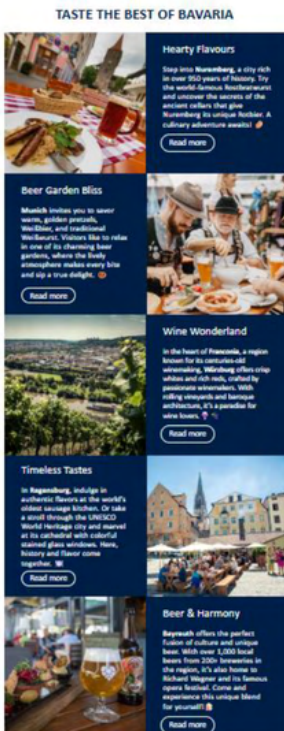 TASTE THE BEST OF BAVARIA
Hearty Flavours
Step into Nuremberg, a city rich
in over 950 years of history. Try
the world-famous Rostbratwurst
and uncover the secrets of the
ancient cellars that give
Nuremberg its unique Rotbier. A
culinary adventure awaits!
Read more
Beer Garden Bliss
Munich invites you to savor
warm, golden pretzels,
Weißbier, and traditional
Weißwurst. Visitors like to relax
in one of its charming beer
gardens, where the lively
atmosphere makes every bite
and sip a true delight. 🥨
Read more
Wine Wonderland
In the heart of Franconia, a region
known for its centuries-old
winemaking, Würzburg offers crisp
whites and rich reds, crafted by
passionate winemakers. With
rolling vineyards and baroque
architecture, it's a paradise for
wine lovers. 🍷
Read more
Timeless Tastes
In Regensburg, indulge in
authentic flavors at the world's
oldest sausage kitchen. Or take
a stroll through the UNESCO
World Heritage city and marvel
at its cathedral with colorful
stained glass windows. Here,
history and flavor come
together. 🍽️
Read more
Beer & Harmony
Bayreuth offers the perfect
fusion of culture and unique
beer. With over 1,000 local
beers from 200+ breweries in
the region, it's also home to
Richard Wagner and its famous
opera festival. Come and
experience this unique blend
for yourself!
Read more